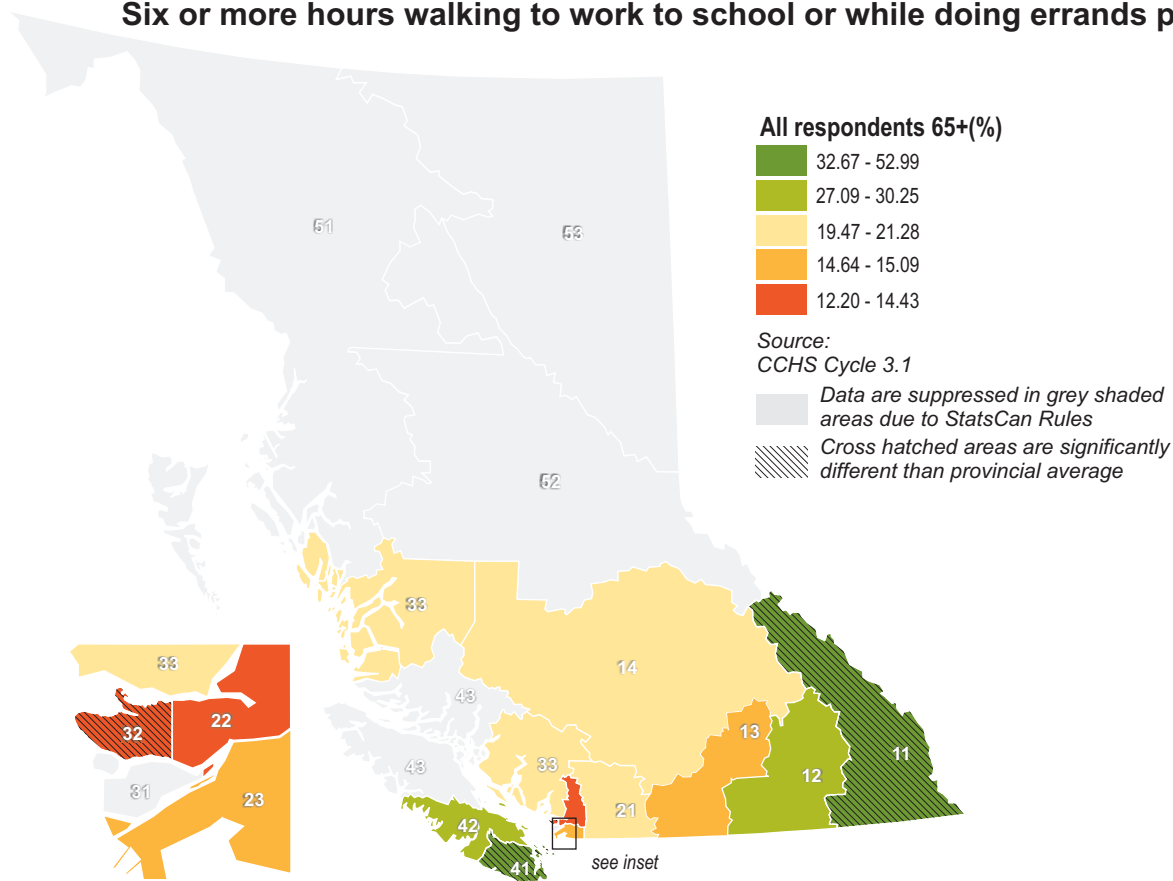 Six or more hours walking to work to school or while doing errands p
All respondents 65+(%)
32.67 - 52.99
27.09 - 30.25
19.47 - 21.28
14.64 - 15.09
12.20 - 14.43
Source:
CCHS Cycle 3.1
Data are suppressed in grey shaded
areas due to StatsCan Rules
Cross hatched areas are significantly
different than provincial average
51
53
52
33
14
43
13
11
33
12
43
21
42
41
see inset
33
32
22
31
23